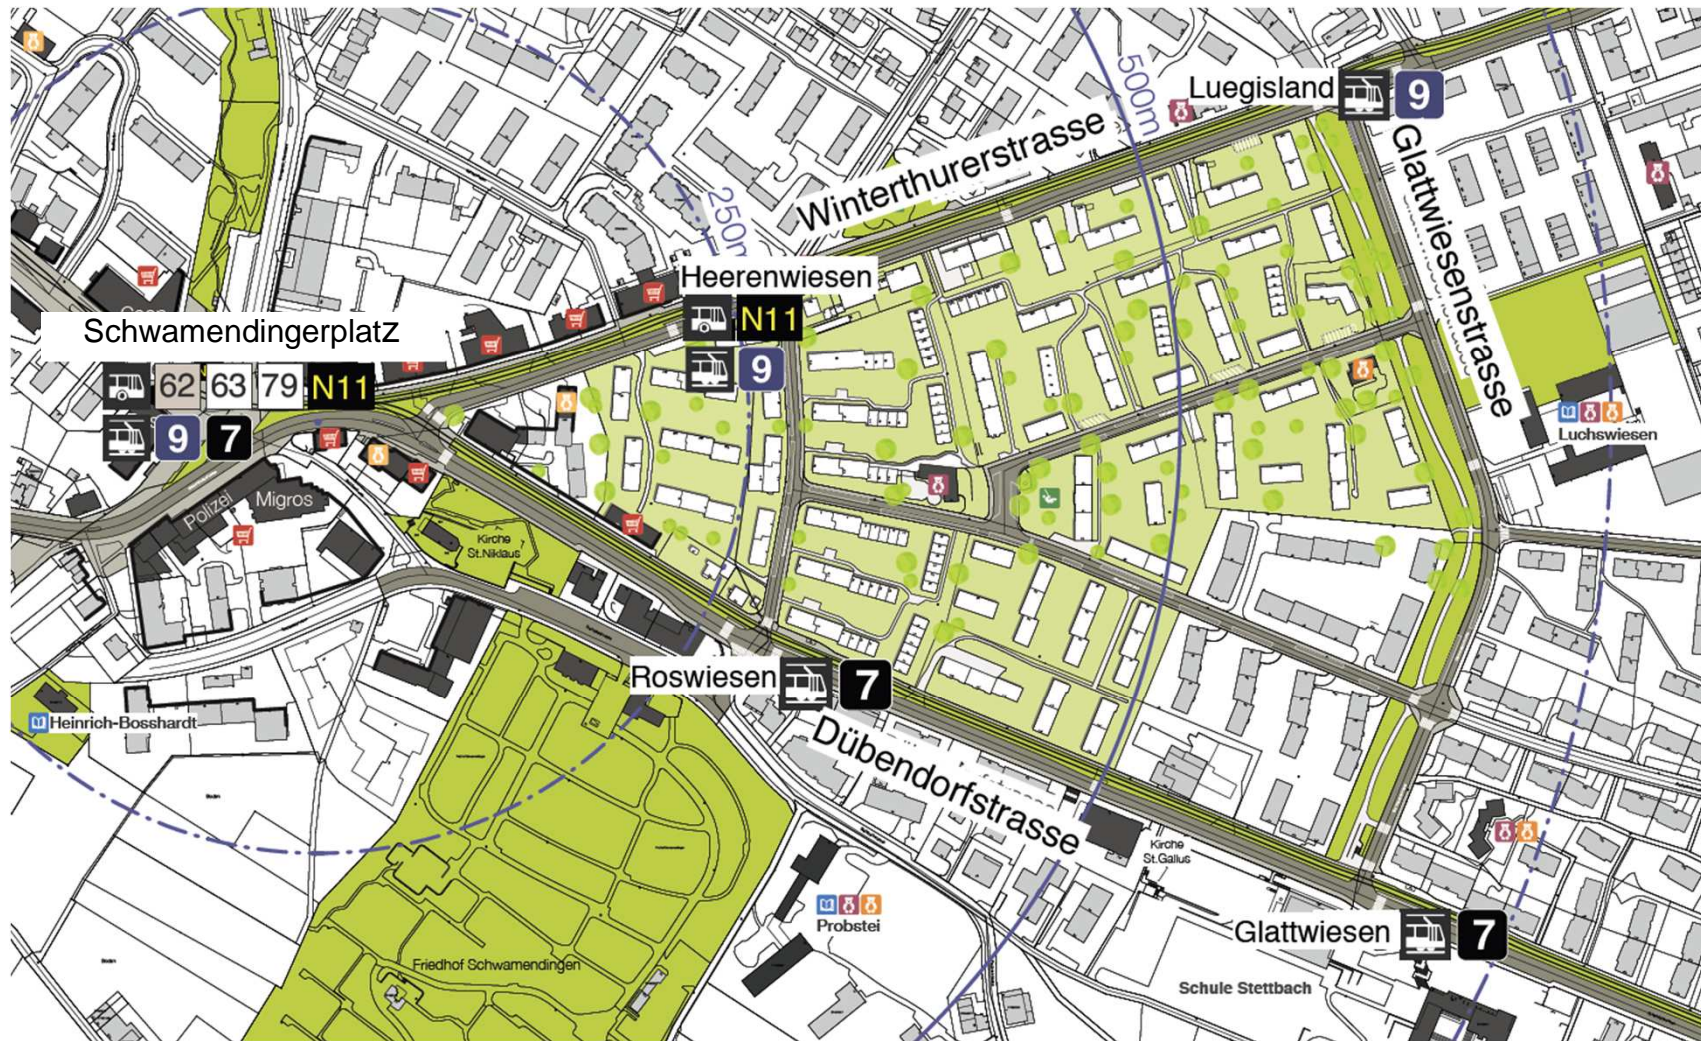 Luegisland
9
500m
Winterthurerstrasse
Glattwiesenstrasse
250m
Heerenwiesen
N11
9
Schwamendingerplatz
62 63 79 N11
9 7
Luchswiesen
Polizei
Migros
Kirche
St.Niklaus
Roswiesen
7
Heinrich-Bosshardt
Dübendorfstrasse
Kirche
St.Gallus
Probstei
Glattwiesen
7
Friedhof Schwamendingen
Schule Stettbach